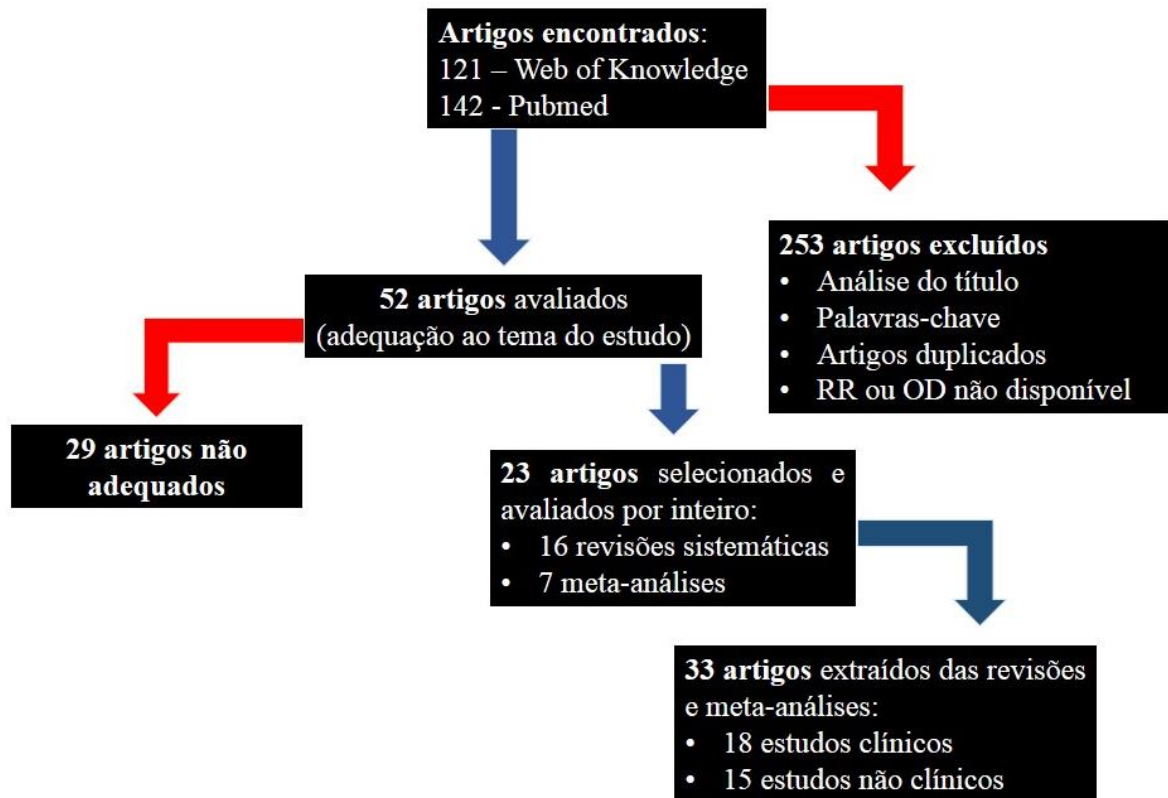 Artigos encontrados:
121 – Web of Knowledge
142 - Pubmed
253 artigos excluídos
• Análise do título
• Palavras-chave
• Artigos duplicados
• RR ou OD não disponível
52 artigos avaliados
(adequação ao tema do estudo)
29 artigos não
adequados
23 artigos selecionados e
avaliados por inteiro:
• 16 revisões sistemáticas
• 7 meta-análises
33 artigos extraídos das revisões
e meta-análises:
• 18 estudos clínicos
• 15 estudos não clínicos